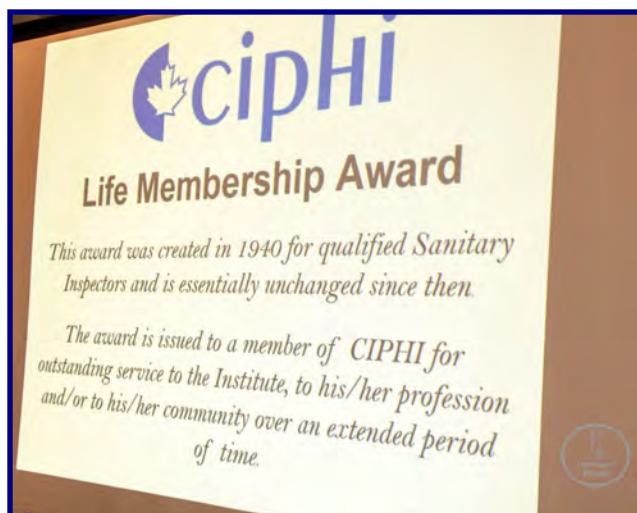 ciphi
Life Membership Award
This award was created in 1940 for qualified Sanitary
Inspectors and is essentially unchanged since then.
The award is issued to a member of CIPHI for
outstanding service to the Institute, to his/her profession
and/or to his/her community over an extended period
of time.